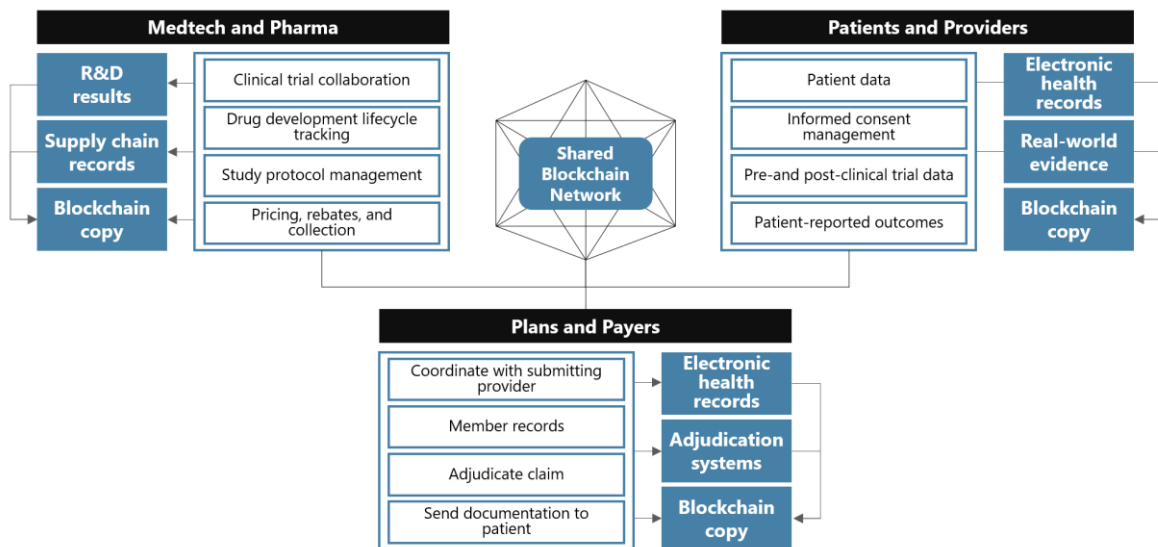 Medtech and Pharma
R&D
results
Supply chain
records
Blockchain
copy
Clinical trial collaboration
Drug development lifecycle
tracking
Study protocol management
Pricing, rebates, and
collection
Shared
Blockchain
Network
Patients and Providers
Patient data
Informed consent
management
Pre-and post-clinical trial data
Patient-reported outcomes
Electronic
health
records
Real-world
evidence
Blockchain
copy
Plans and Payers
Coordinate with submitting
provider
Member records
Adjudicate claim
Send documentation to
patient
Electronic
health
records
Adjudication
systems
Blockchain
copy